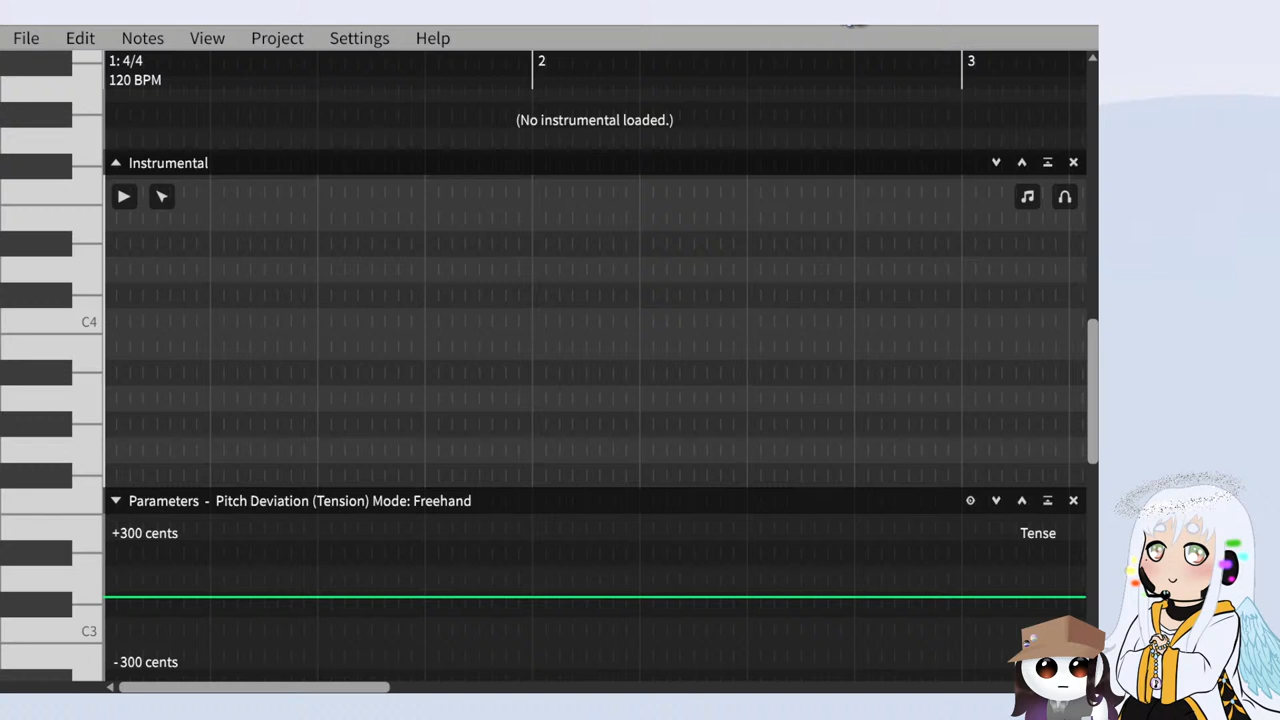 File Edit Notes View Project Settings Help
1: 4/4 2 3
120 BPM
(No instrumental loaded.)
Instrumental
C4
Parameters - Pitch Deviation (Tension) Mode: Freehand
+300 cents Tense
C3
-300 cents